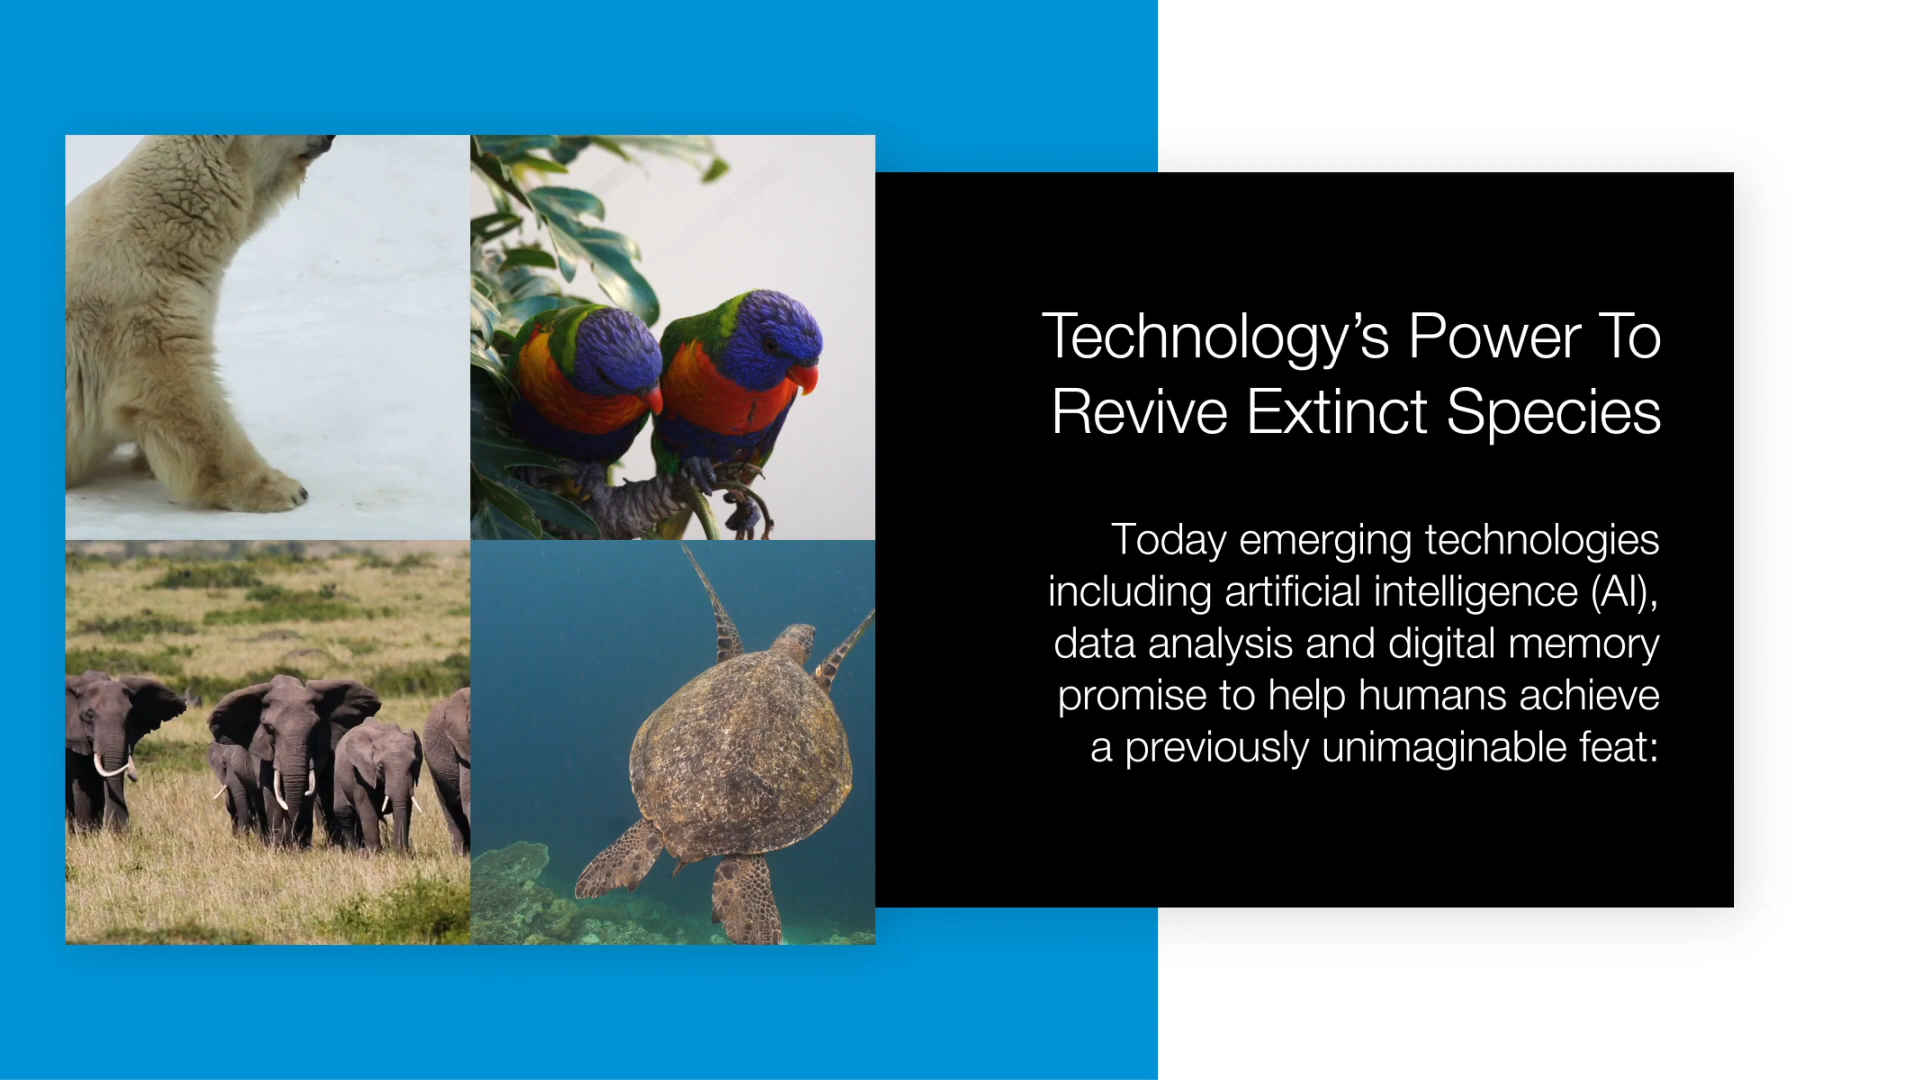 Technology’s Power To
Revive Extinct Species
Today emerging technologies
including artificial intelligence (AI),
data analysis and digital memory
promise to help humans achieve
a previously unimaginable feat: